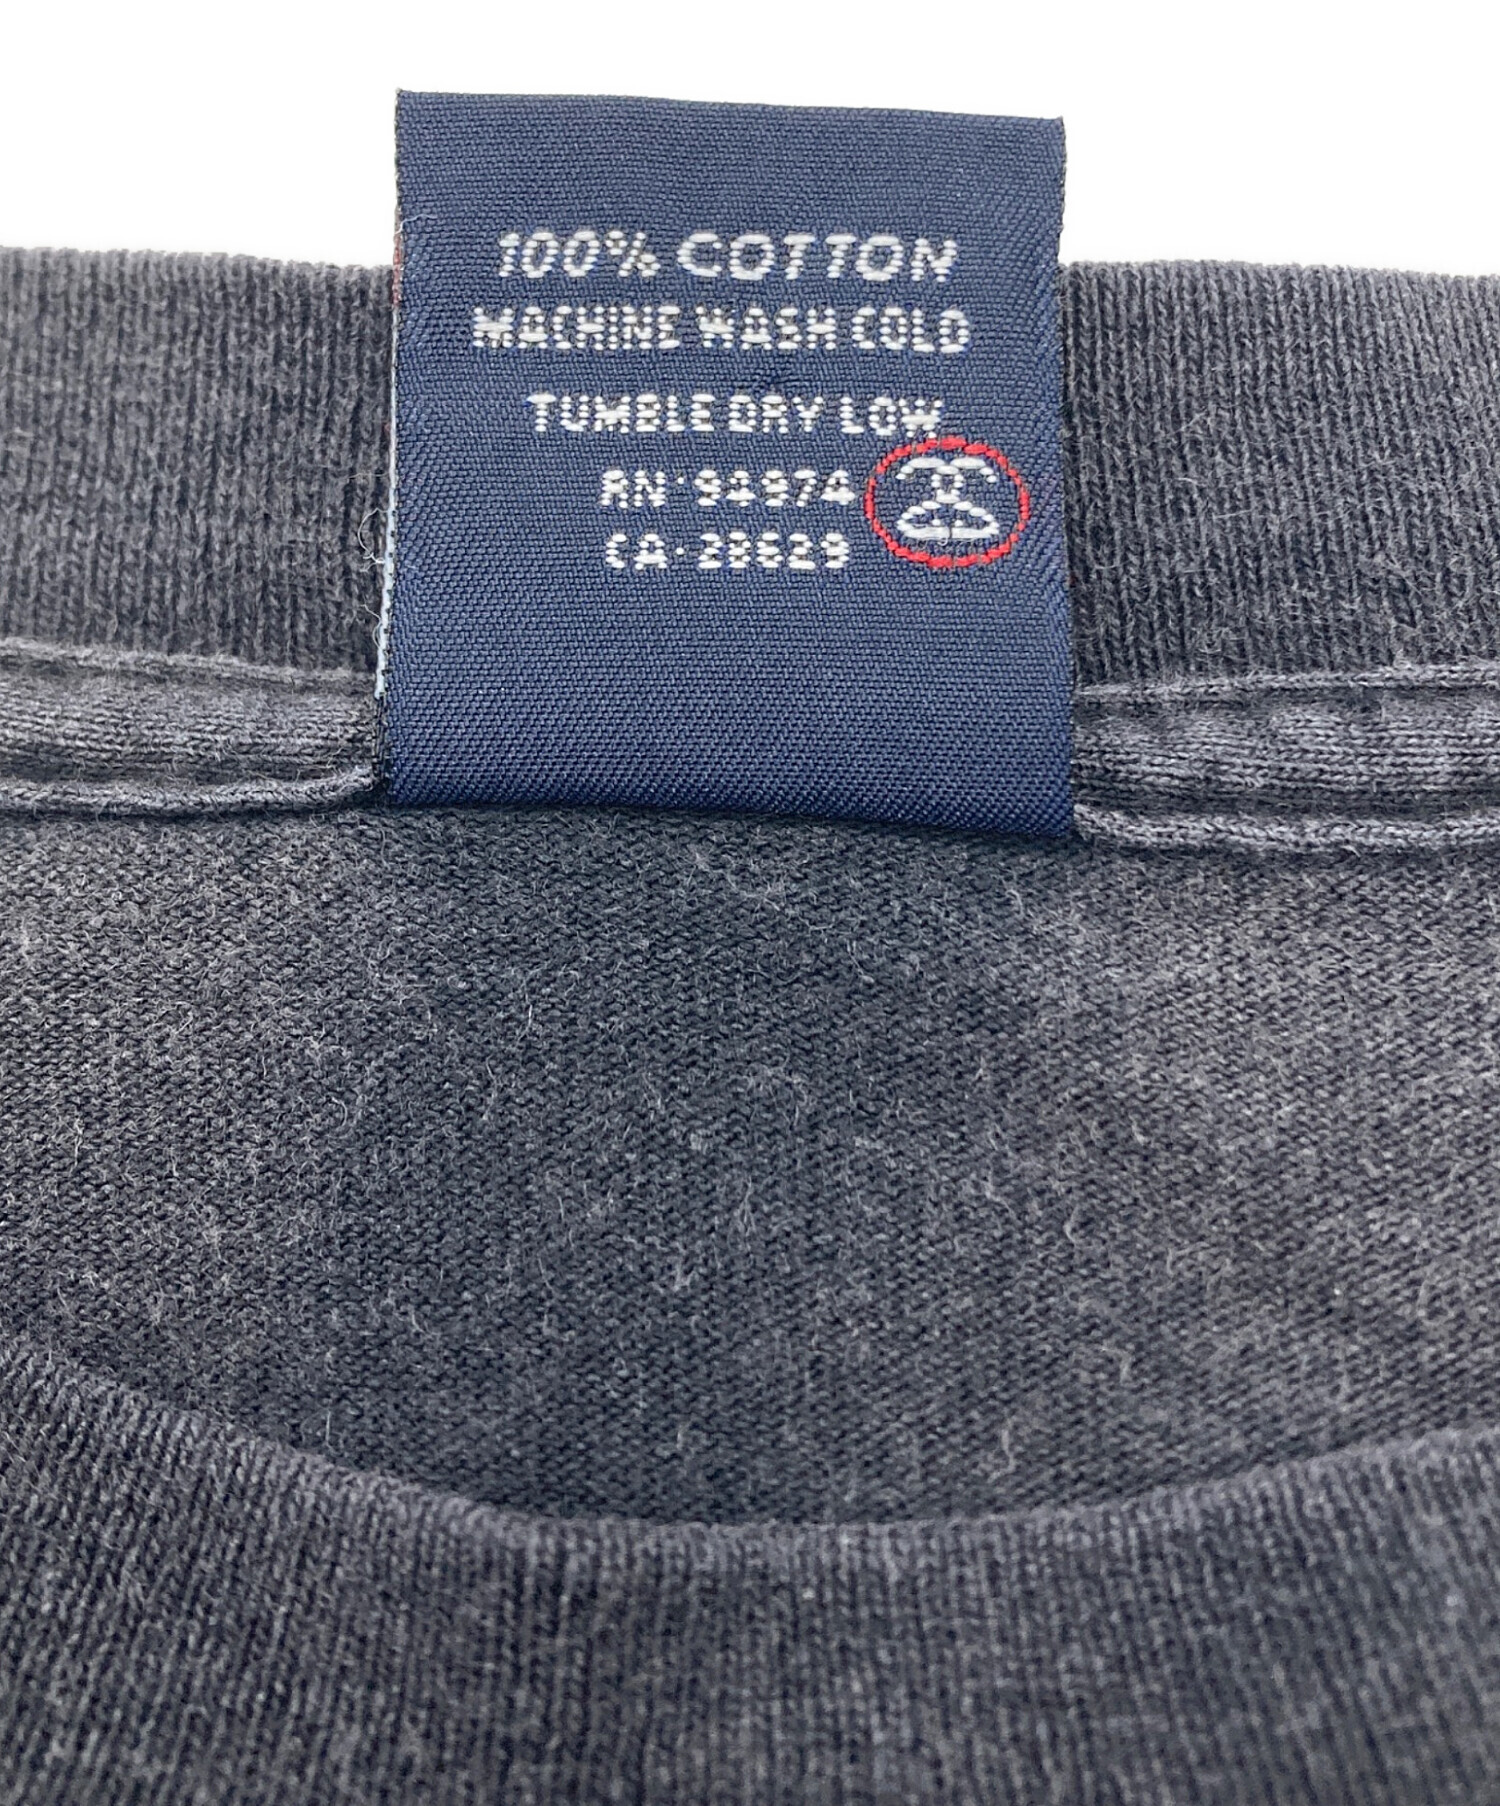 100% COTTON
MACHINE WASH COLD
TUMBLE DRY LOW
RN·94974
CA·28629